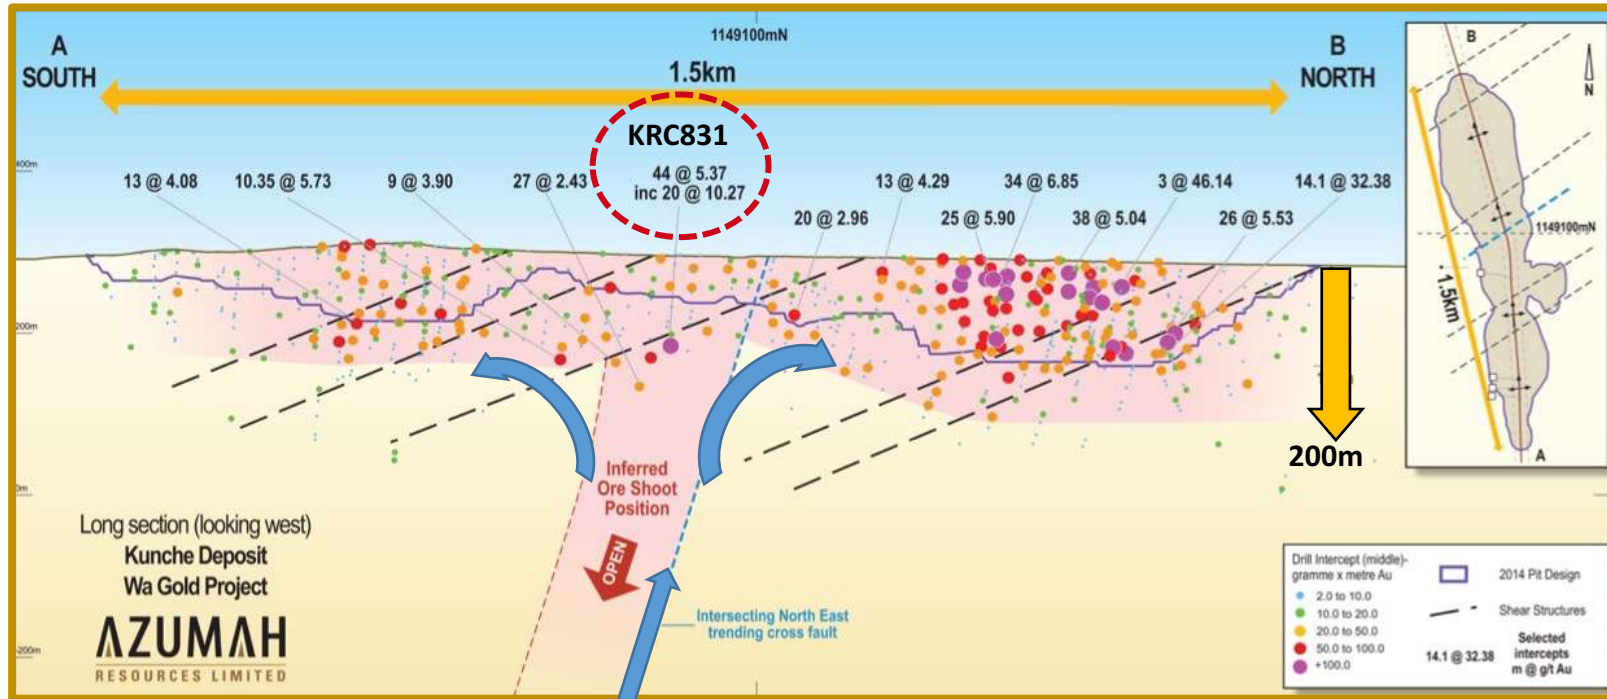 A
SOUTH
1149100mN
B
NORTH
1.5km
KRC831
44 @ 5.37
inc 20 @ 10.27
400m
13 @ 4.08
10.35 @ 5.73
9 @ 3.90
27 @ 2.43
13 @ 4.29
34 @ 6.85
3 @ 46.14
14.1 @ 32.38
20 @ 2.96
25 @ 5.90
38 @ 5.04
26 @ 5.53
200m
200m
0m
-200m
Inferred
Ore Shoot
Position
OPEN
Intersecting North East
trending cross fault
Long section (looking west)
Kunche Deposit
Wa Gold Project
AZUMAH
RESOURCES LIMITED
B
N
1149100mN
1.5km
A
Drill Intercept (middle)-
gramme x metre Au
2.0 to 10.0
10.0 to 20.0
20.0 to 50.0
50.0 to 100.0
+100.0
2014 Pit Design
Shear Structures
14.1 @ 32.38
Selected
intercepts
m @ g/t Au